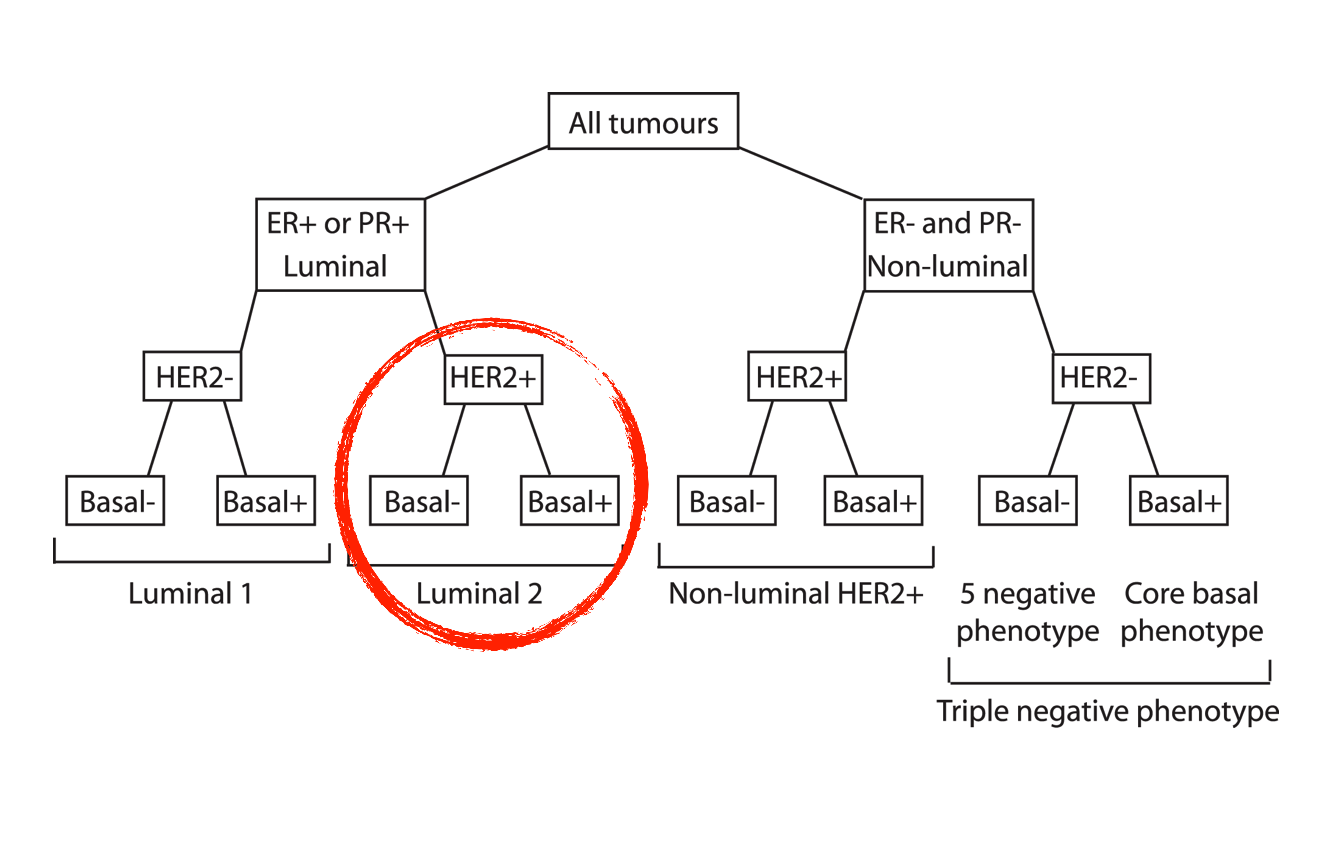 All tumours
ER+ or PR+
Luminal
ER- and PR-
Non-luminal
HER2-
HER2+
HER2+
HER2-
Basal-
Basal+
Basal-
Basal+
Basal-
Basal+
Basal-
Basal+
Luminal 1
Luminal 2
Non-luminal HER2+
5 negative
phenotype
Core basal
phenotype
Triple negative phenotype